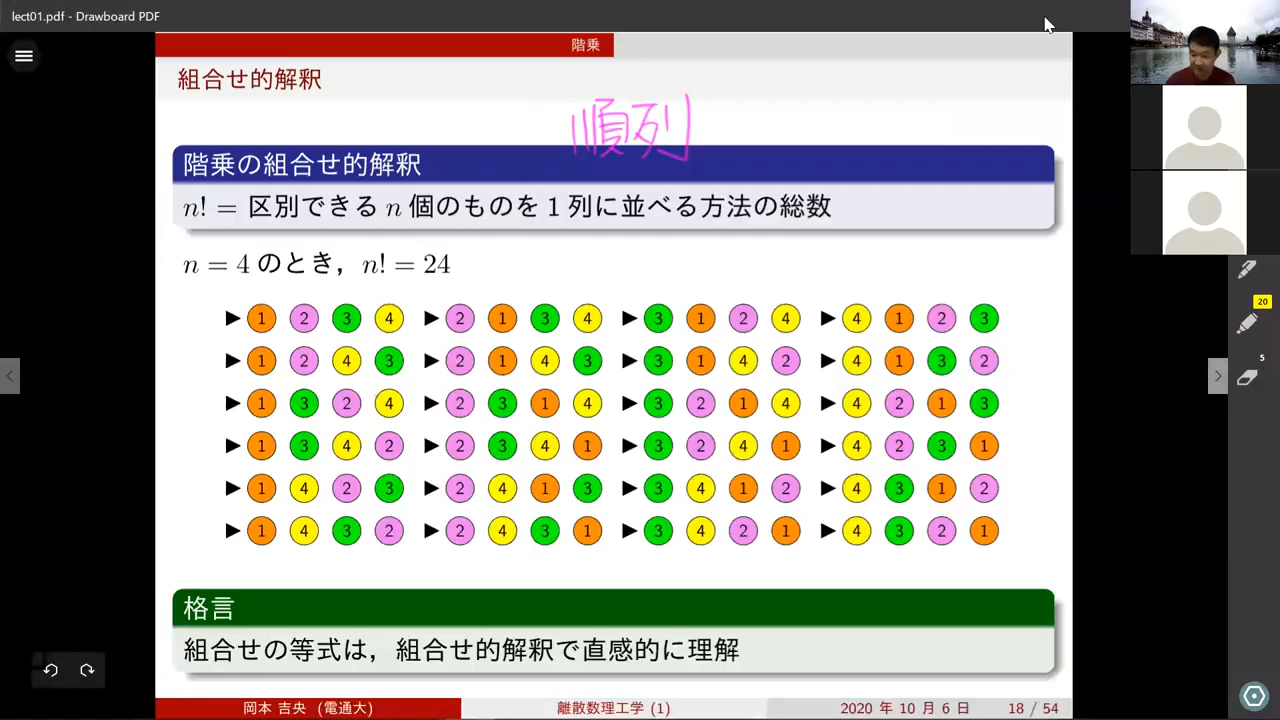 lect01.pdf - Drawboard PDF
階乗
組合せ的解釈
順列
階乗の組合せ的解釈
n! = 区別できる n 個のものを 1 列に並べる方法の総数
n = 4 のとき，n! = 24
▶ 1 2 3 4 ▶ 2 1 3 4 ▶ 3 1 2 4 ▶ 4 1 2 3
▶ 1 2 4 3 ▶ 2 1 4 3 ▶ 3 1 4 2 ▶ 4 1 3 2
▶ 1 3 2 4 ▶ 2 3 1 4 ▶ 3 2 1 4 ▶ 4 2 1 3
▶ 1 3 4 2 ▶ 2 3 4 1 ▶ 3 2 4 1 ▶ 4 2 3 1
▶ 1 4 2 3 ▶ 2 4 1 3 ▶ 3 4 1 2 ▶ 4 3 1 2
▶ 1 4 3 2 ▶ 2 4 3 1 ▶ 3 4 2 1 ▶ 4 3 2 1
格言
組合せの等式は，組合せ的解釈で直感的に理解
岡本 吉央 (電通大) 離散数理工学 (1) 2020 年 10 月 6 日 18 / 54
20
5